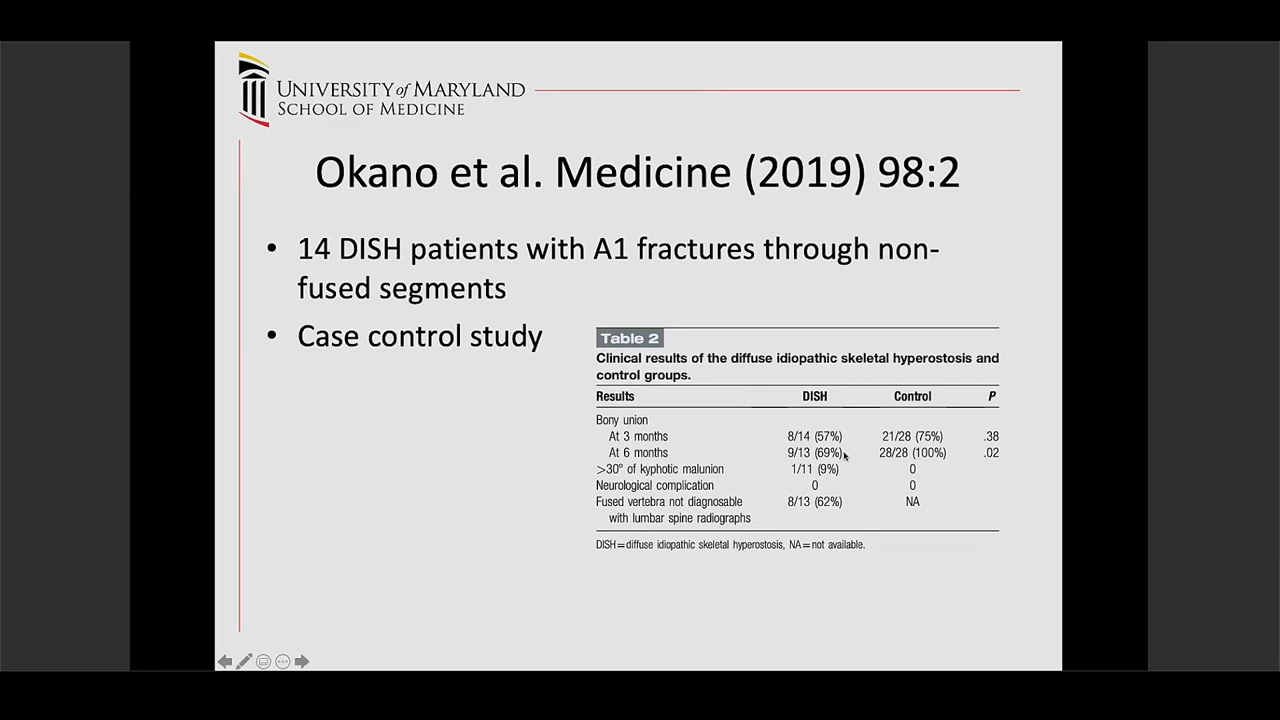 UNIVERSITY of MARYLAND
SCHOOL OF MEDICINE
Okano et al. Medicine (2019) 98:2
• 14 DISH patients with A1 fractures through non-
fused segments
• Case control study
Table 2
Clinical results of the diffuse idiopathic skeletal hyperostosis and
control groups.
Results DISH Control P
Bony union
At 3 months 8/14 (57%) 21/28 (75%) .38
At 6 months 9/13 (69%) 28/28 (100%) .02
>30° of kyphotic malunion 1/11 (9%) 0
Neurological complication 0 0
Fused vertebra not diagnosable 8/13 (62%) NA
with lumbar spine radiographs
DISH=diffuse idiopathic skeletal hyperostosis, NA=not available.